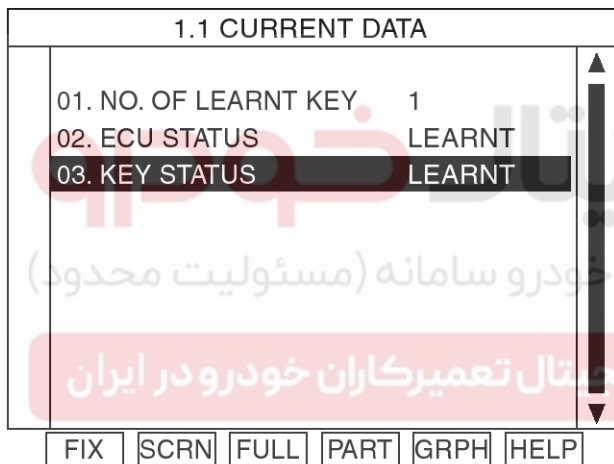 1.1 CURRENT DATA
01. NO. OF LEARNT KEY 1
02. ECU STATUS LEARNT
03. KEY STATUS LEARNT
خودرو سامانه (مسئولیت محدود)
دیجیتال تعمیرکاران خودرو در ایران
FIX SCRN FULL PART GRPH HELP